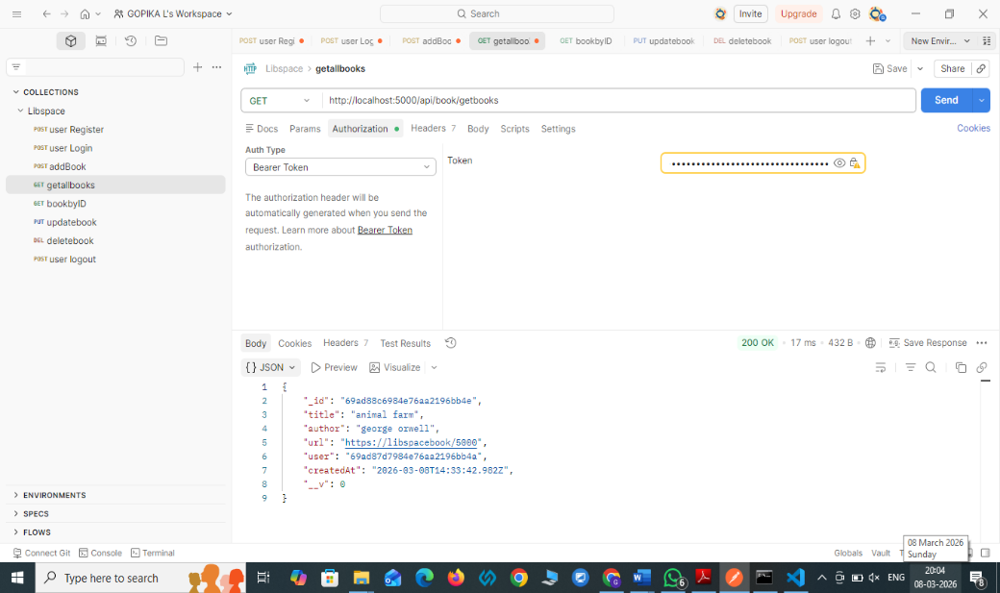 GOPIKA L's Workspace
Search
Invite
Upgrade
POST user Regi
POST user Log
POST addBoo
GET getallboo
GET bookbyID
PUT updatebook
DEL deletebook
POST user logout
New Envir...
Libspace > getallbooks
Save
Share
GET
http://localhost:5000/api/book/getbooks
Send
Docs
Params
Authorization
Headers 7
Body
Scripts
Settings
Cookies
COLLECTIONS
Libspace
POST user Register
POST user Login
POST addBook
GET getallbooks
GET bookbyID
PUT updatebook
DEL deletebook
POST user logout
ENVIRONMENTS
SPECS
FLOWS
Auth Type
Bearer Token
The authorization header will be
automatically generated when you send the
request. Learn more about Bearer Token
authorization.
Token
Body
Cookies
Headers 7
Test Results
200 OK
17 ms
432 B
Save Response
{ } JSON
Preview
Visualize
1 {
2 "_id": "69ad88c6984e76aa2196bb4e",
3 "title": "animal farm",
4 "author": "george orwell",
5 "url": "https://libspacebook/5000",
6 "user": "69ad87d7984e76aa2196bb4a",
7 "createdAt": "2026-03-08T14:33:42.982Z",
8 "__v": 0
9 }
Connect Git
Console
Terminal
Globals
Vault
08 March 2026
Sunday
Type here to search
6
ENG
20:04
08-03-2026
8